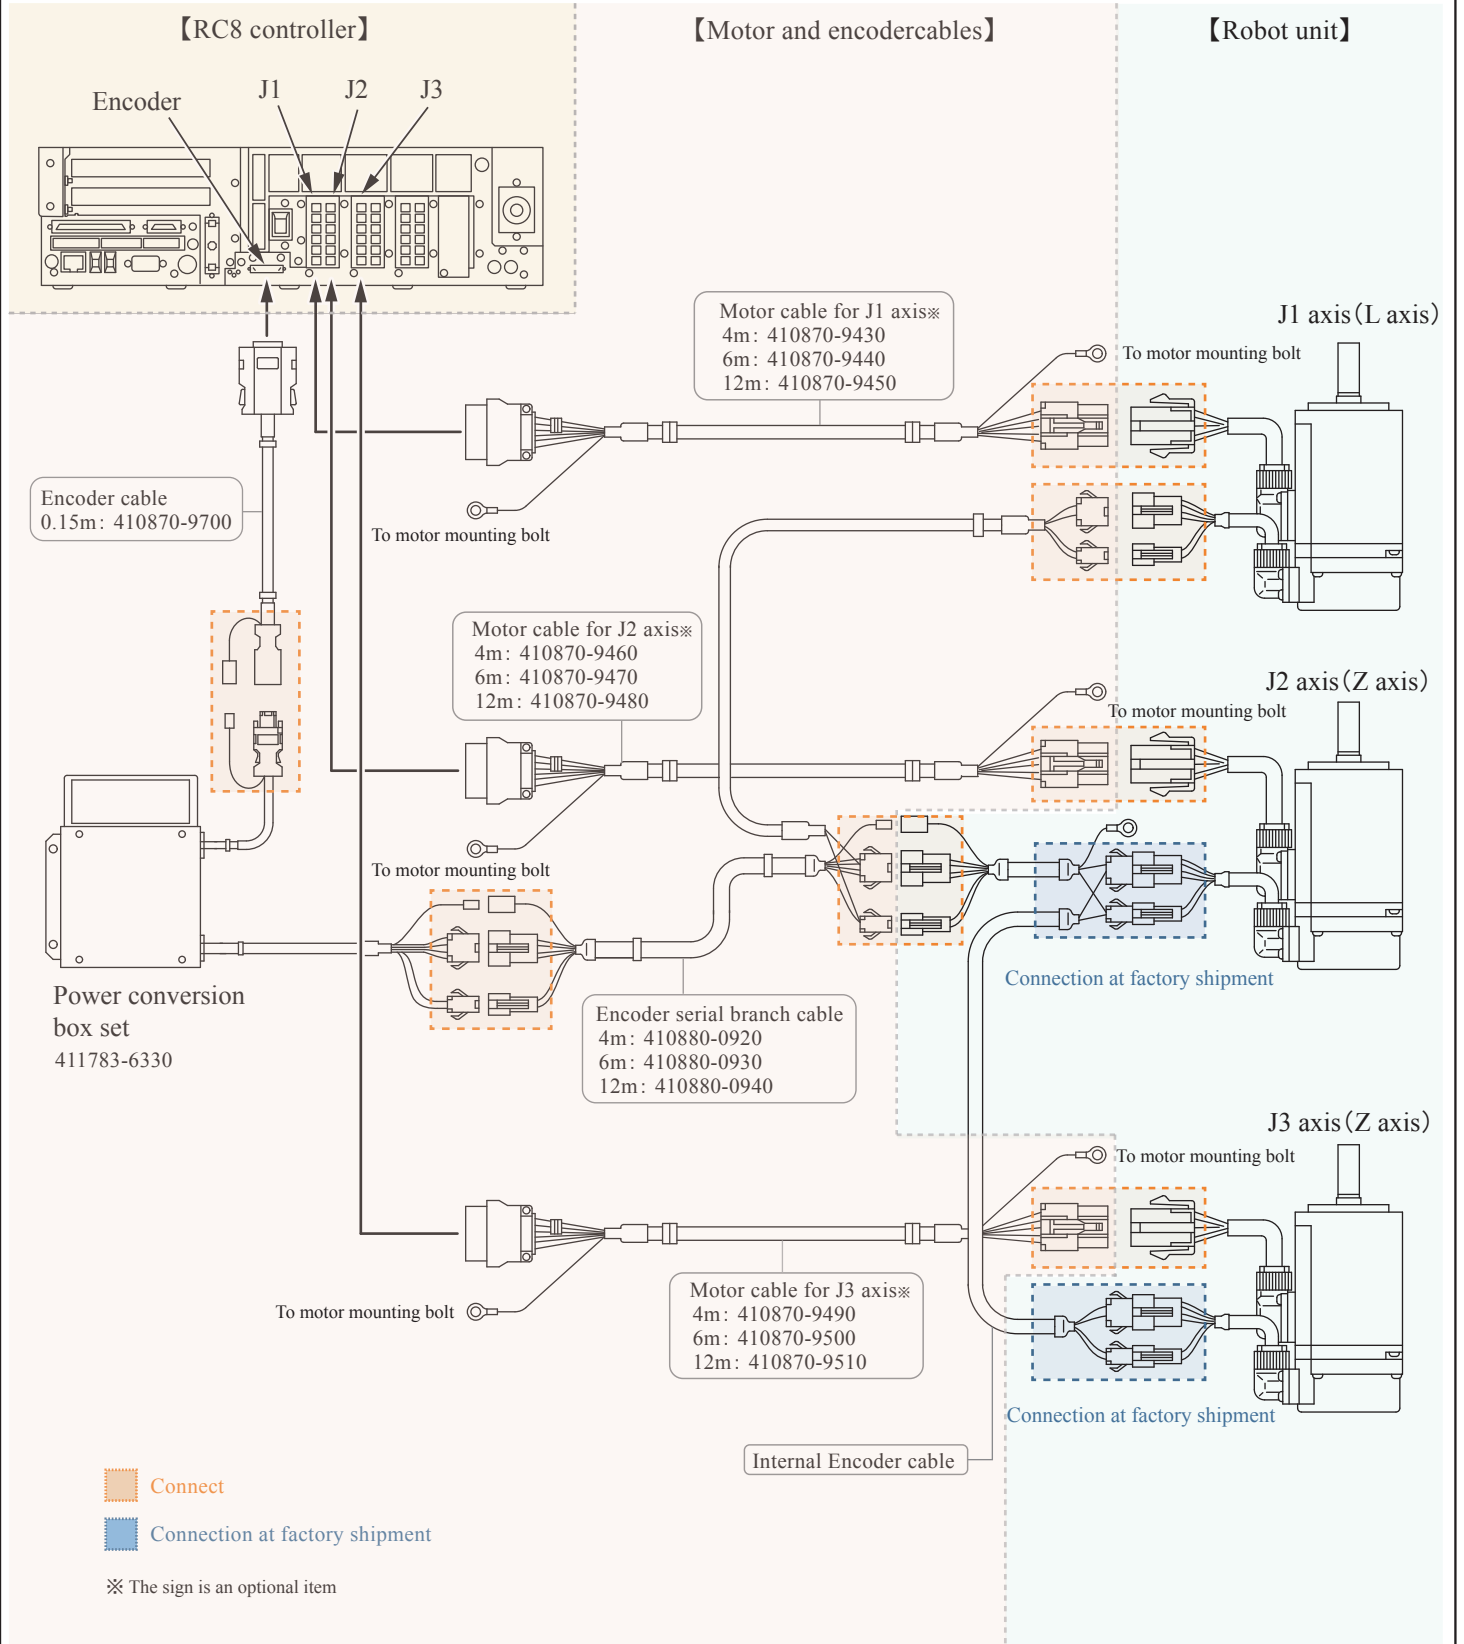 【RC8 controller】
【Motor and encodercables】
【Robot unit】
Encoder
J1
J2
J3
Motor cable for J1 axis※
4m: 410870-9430
6m: 410870-9440
12m: 410870-9450
To motor mounting bolt
J1 axis(L axis)
Encoder cable
0.15m: 410870-9700
To motor mounting bolt
Motor cable for J2 axis※
4m: 410870-9460
6m: 410870-9470
12m: 410870-9480
J2 axis(Z axis)
To motor mounting bolt
To motor mounting bolt
Connection at factory shipment
Power conversion
box set
411783-6330
Encoder serial branch cable
4m: 410880-0920
6m: 410880-0930
12m: 410880-0940
J3 axis(Z axis)
To motor mounting bolt
To motor mounting bolt
Motor cable for J3 axis※
4m: 410870-9490
6m: 410870-9500
12m: 410870-9510
Connection at factory shipment
Internal Encoder cable
Connect
Connection at factory shipment
※ The sign is an optional item